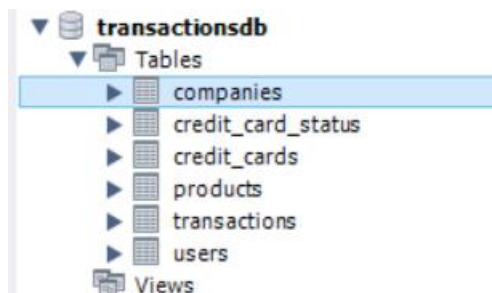 transactionsdb
Tables
companies
credit_card_status
credit_cards
products
transactions
users
Views